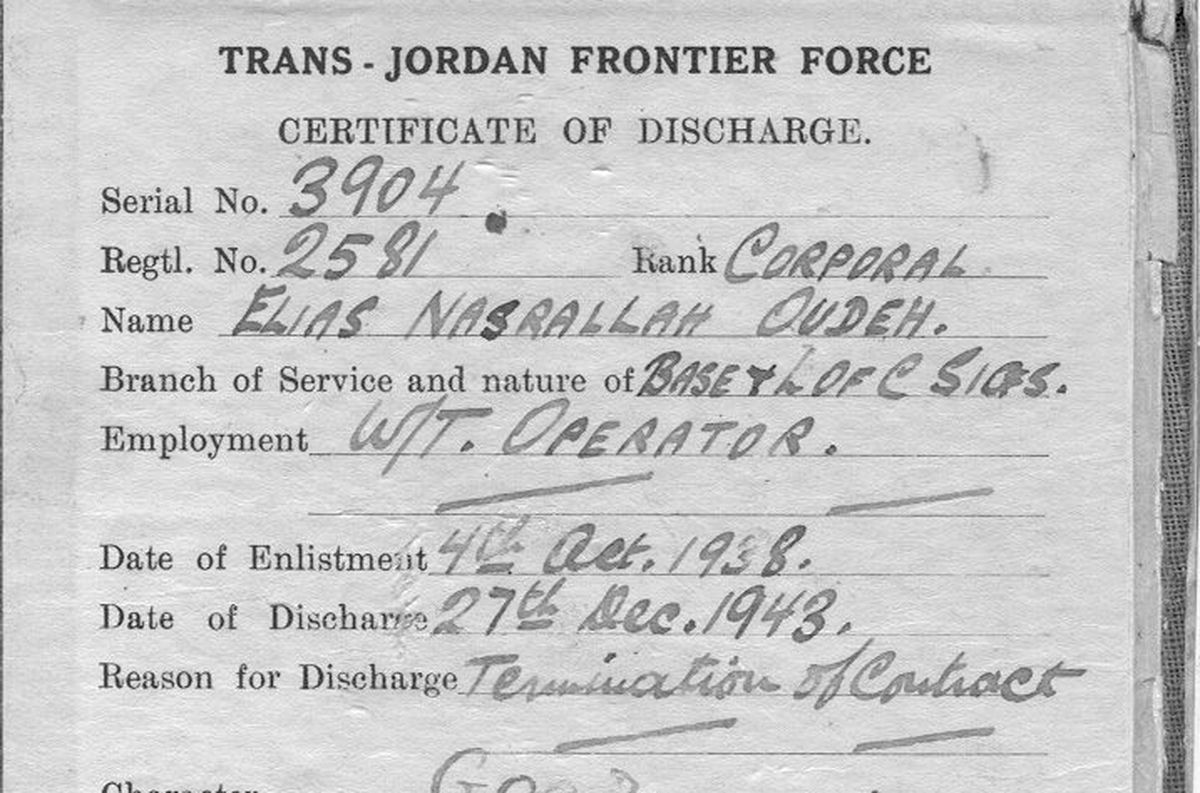 TRANS - JORDAN FRONTIER FORCE
CERTIFICATE OF DISCHARGE.
Serial No. 3904
Regtl. No. 2581 Rank CORPORAL
Name ELIAS NASRALLAH OUDEH.
Branch of Service and nature of BASE & L OF C SIGS.
Employment W/T. OPERATOR.
Date of Enlistment 4th Oct. 1938.
Date of Discharge 27th Dec. 1943.
Reason for Discharge Termination of Contract
Character GOOD